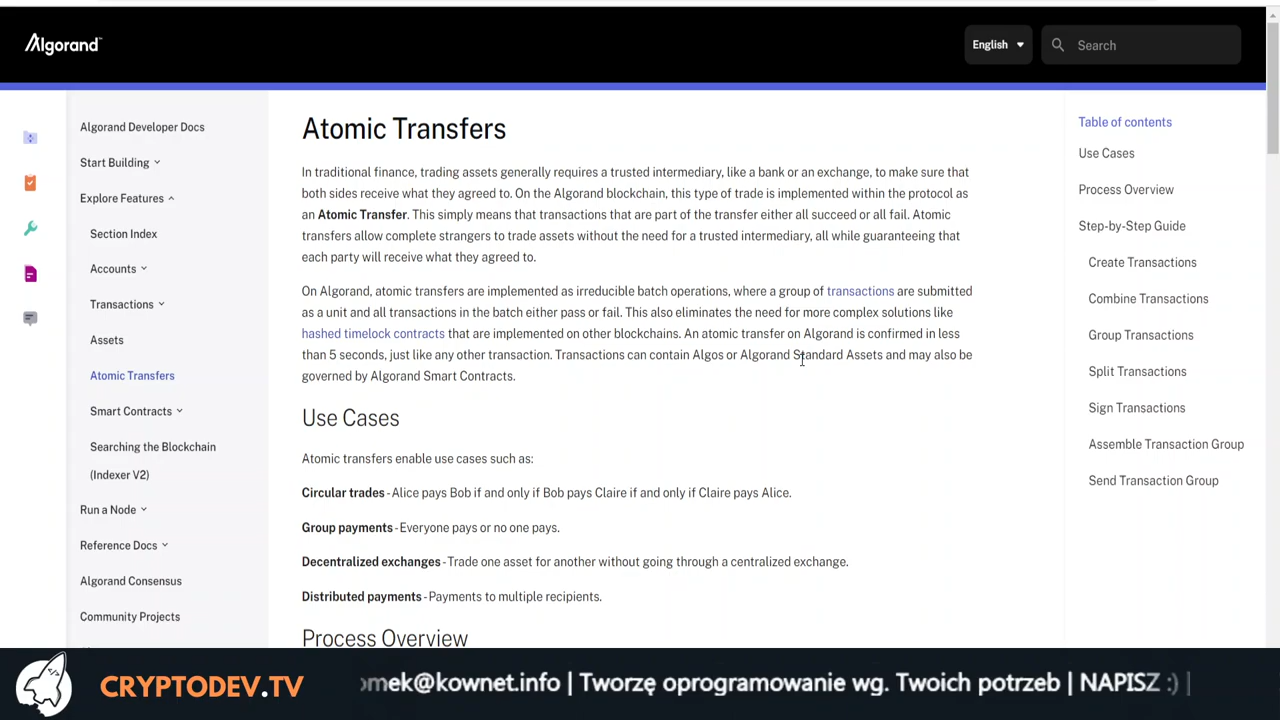 Algorand
English
Search
Algorand Developer Docs
Start Building
Explore Features
Section Index
Accounts
Transactions
Assets
Atomic Transfers
Smart Contracts
Searching the Blockchain
(Indexer V2)
Run a Node
Reference Docs
Algorand Consensus
Community Projects
Atomic Transfers
In traditional finance, trading assets generally requires a trusted intermediary, like a bank or an exchange, to make sure that
both sides receive what they agreed to. On the Algorand blockchain, this type of trade is implemented within the protocol as
an Atomic Transfer. This simply means that transactions that are part of the transfer either all succeed or all fail. Atomic
transfers allow complete strangers to trade assets without the need for a trusted intermediary, all while guaranteeing that
each party will receive what they agreed to.
On Algorand, atomic transfers are implemented as irreducible batch operations, where a group of transactions are submitted
as a unit and all transactions in the batch either pass or fail. This also eliminates the need for more complex solutions like
hashed timelock contracts that are implemented on other blockchains. An atomic transfer on Algorand is confirmed in less
than 5 seconds, just like any other transaction. Transactions can contain Algos or Algorand Standard Assets and may also be
governed by Algorand Smart Contracts.
Use Cases
Atomic transfers enable use cases such as:
Circular trades - Alice pays Bob if and only if Bob pays Claire if and only if Claire pays Alice.
Group payments - Everyone pays or no one pays.
Decentralized exchanges - Trade one asset for another without going through a centralized exchange.
Distributed payments - Payments to multiple recipients.
Process Overview
Table of contents
Use Cases
Process Overview
Step-by-Step Guide
Create Transactions
Combine Transactions
Group Transactions
Split Transactions
Sign Transactions
Assemble Transaction Group
Send Transaction Group
CRYPTODEV.TV
omek@kownet.info | Tworzę oprogramowanie wg. Twoich potrzeb | NAPISZ :) |